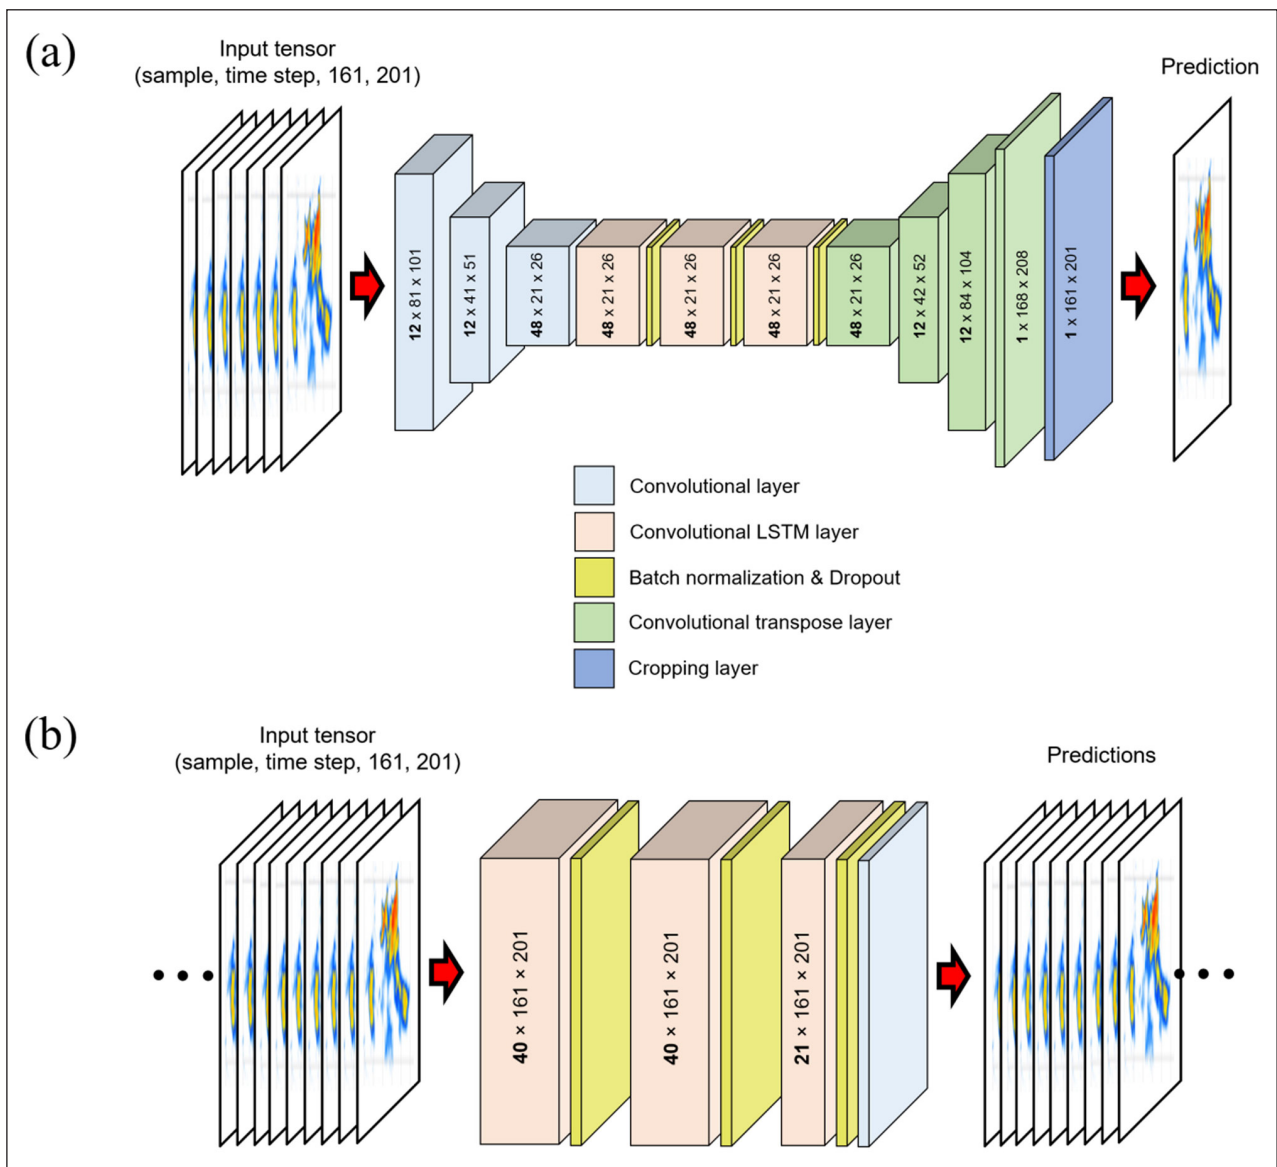 (a)
Input tensor
(sample, time step, 161, 201)
Prediction
12 x 81 x 101
12 x 41 x 51
48 x 21 x 26
48 x 21 x 26
48 x 21 x 26
48 x 21 x 26
48 x 21 x 26
12 x 42 x 52
12 x 84 x 104
1 x 168 x 208
1 x 161 x 201
Convolutional layer
Convolutional LSTM layer
Batch normalization & Dropout
Convolutional transpose layer
Cropping layer
(b)
Input tensor
(sample, time step, 161, 201)
Predictions
40 × 161 × 201
40 × 161 × 201
21 × 161 × 201